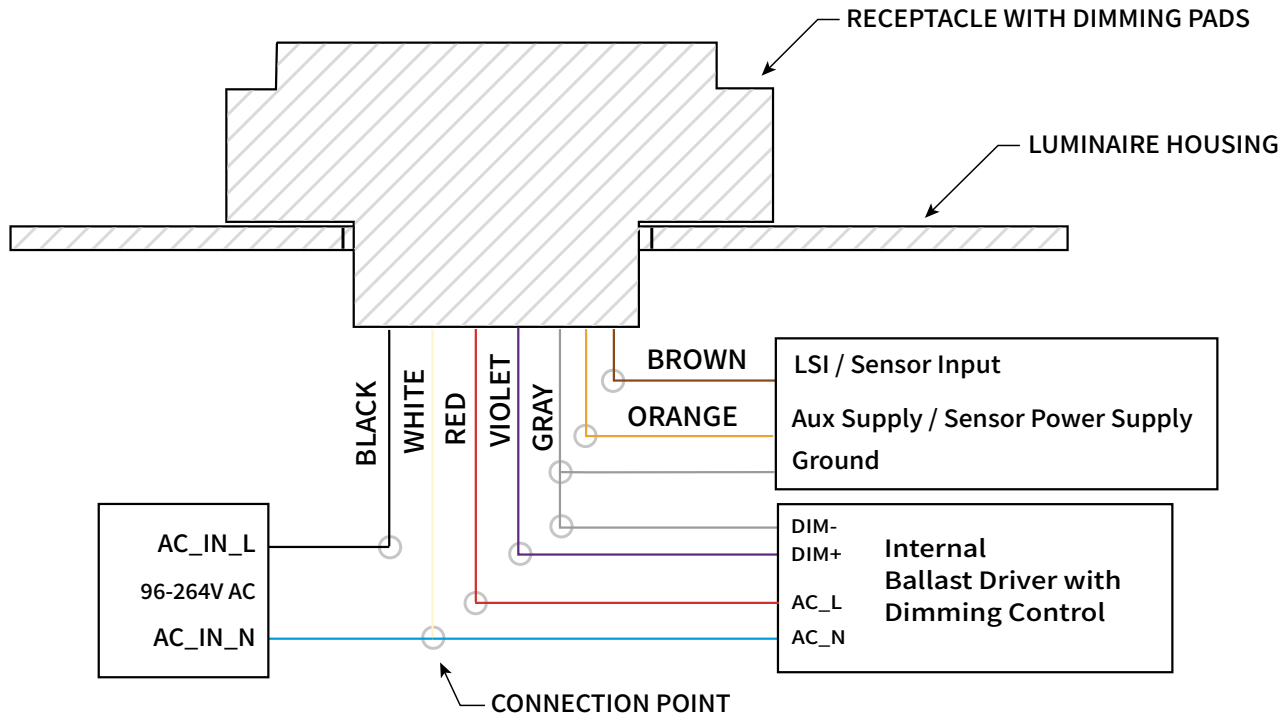 RECEPTACLE WITH DIMMING PADS
LUMINAIRE HOUSING
BLACK
WHITE
RED
VIOLET
GRAY
BROWN
ORANGE
LSI / Sensor Input
Aux Supply / Sensor Power Supply
Ground
AC_IN_L
96-264V AC
AC_IN_N
DIM-
DIM+
AC_L
AC_N
Internal
Ballast Driver with
Dimming Control
CONNECTION POINT